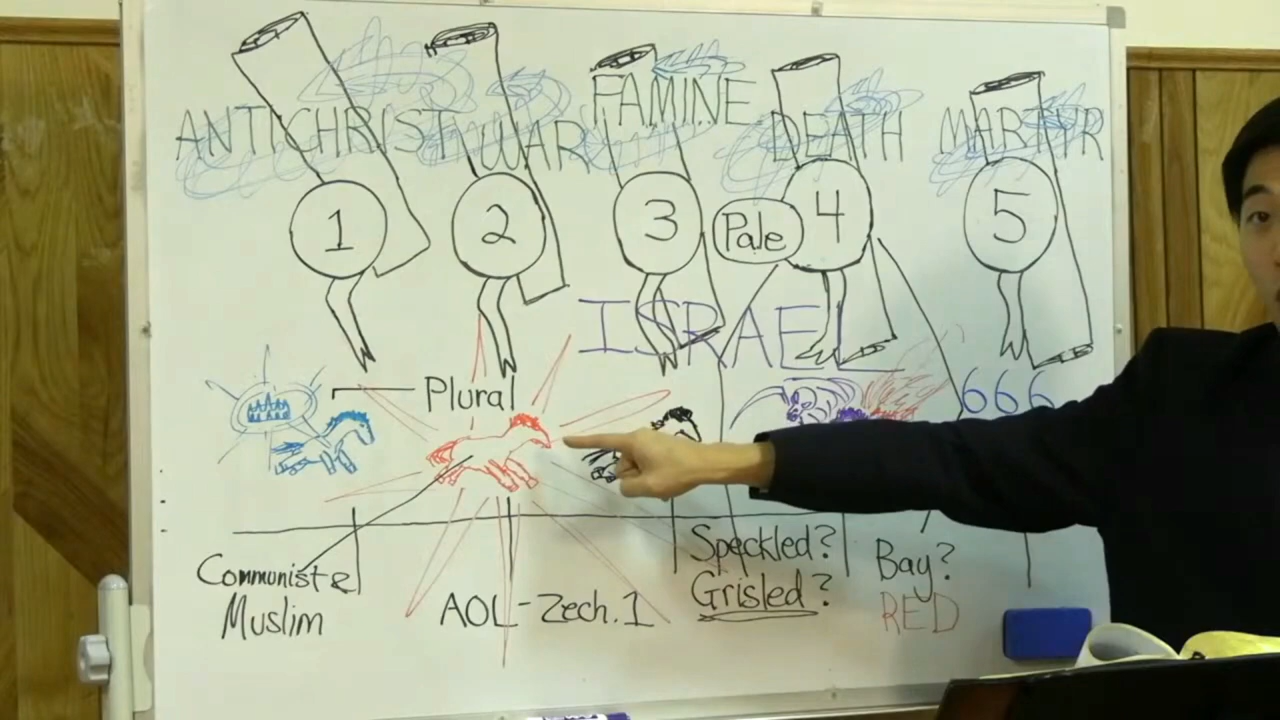 ANTICHRIST WAR FAMINE DEATH MARTYR
1 2 3 Pale 4 5
ISRAEL
Plural
666
Communist &
Muslim
AOL-Zech.1
Speckled?
Grisled?
Bay?
RED